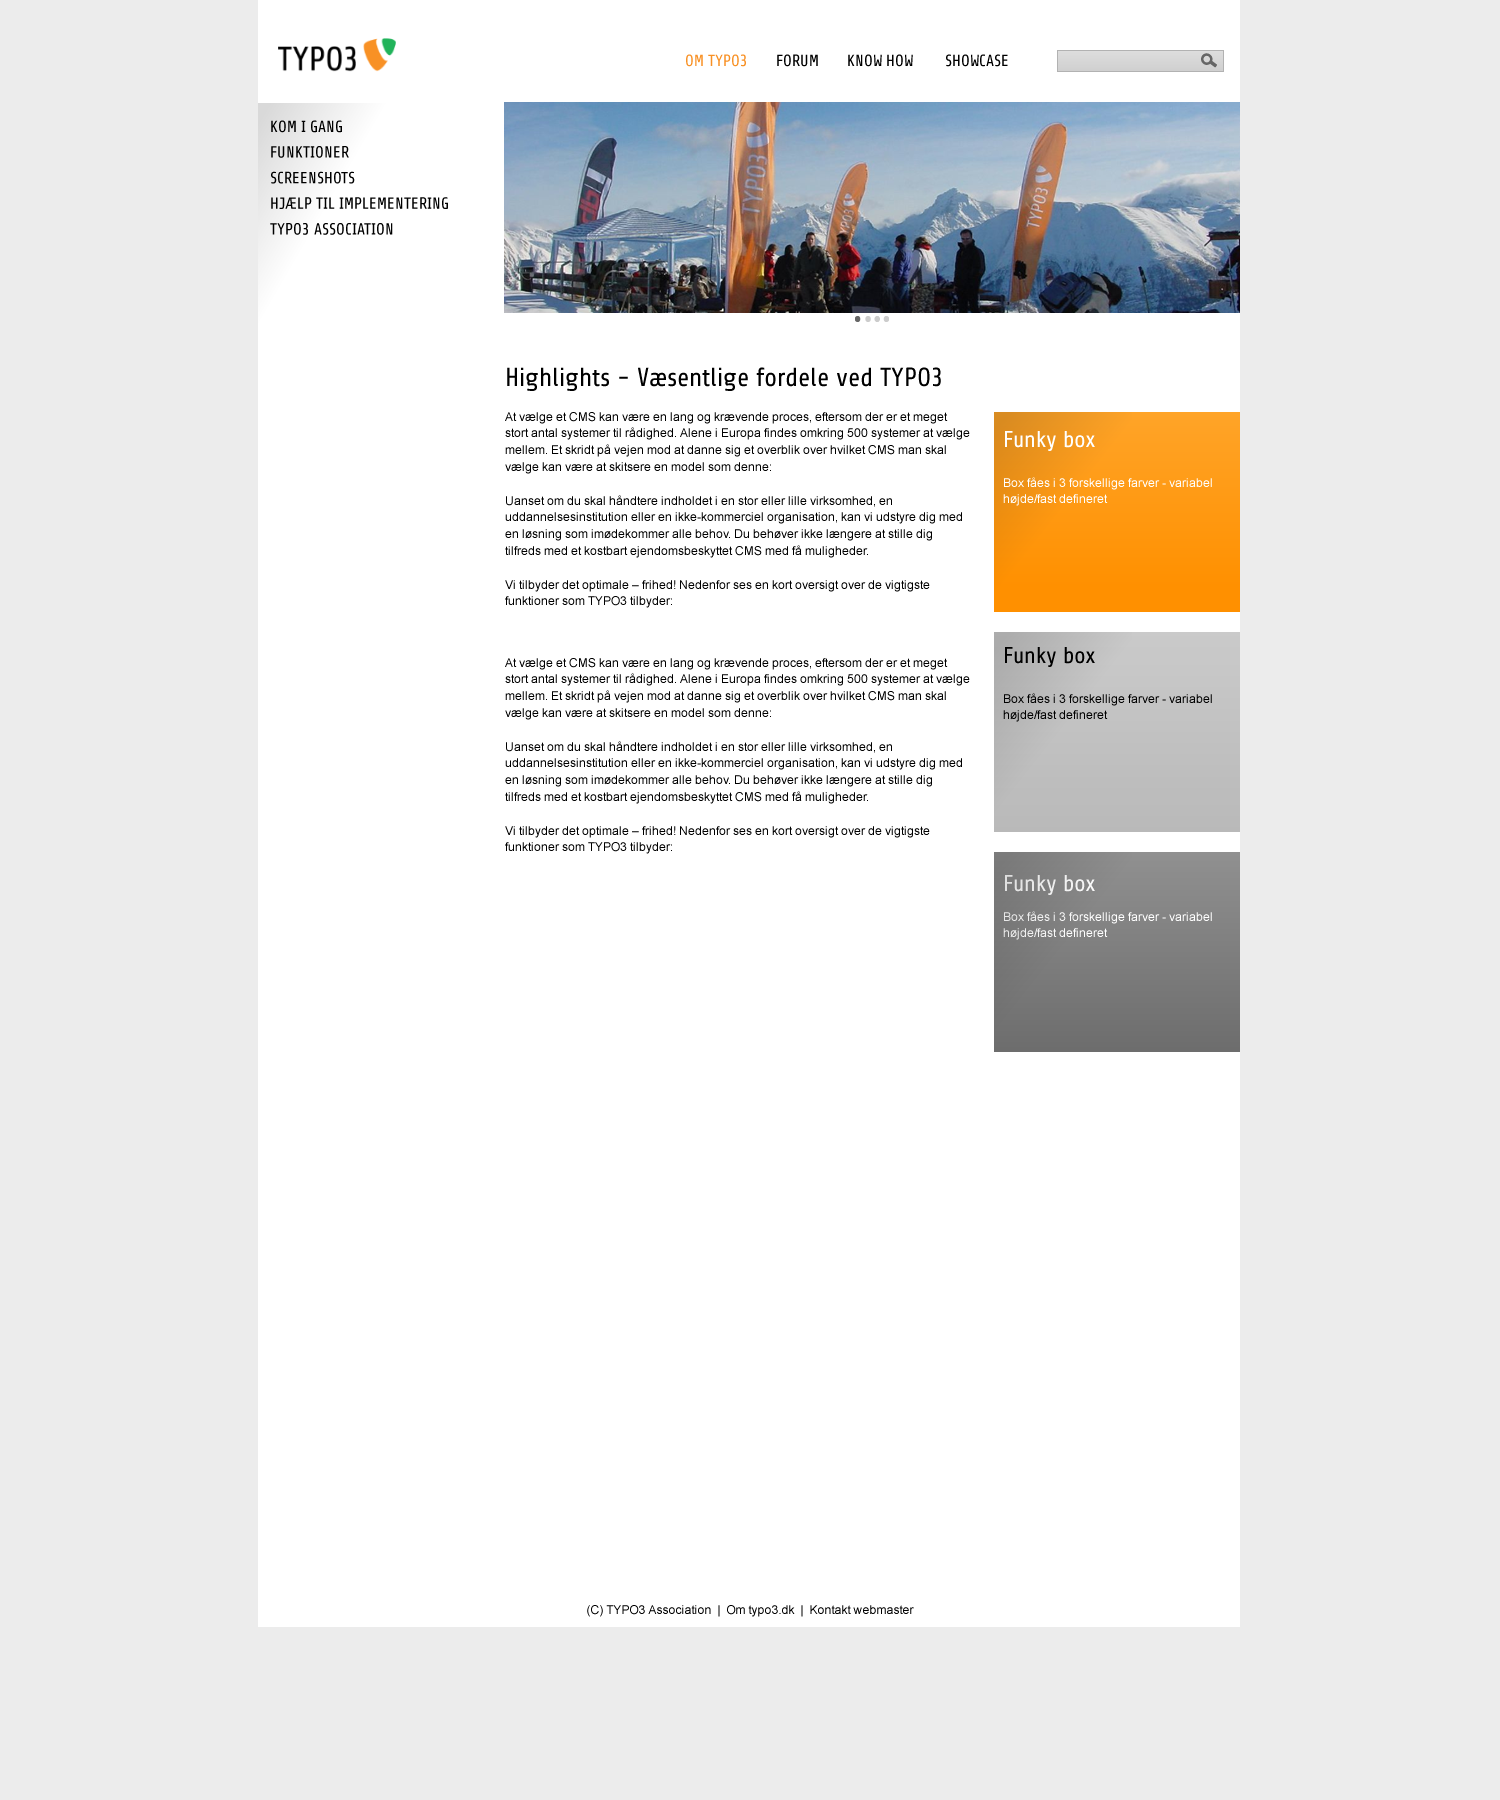 TYPO3
OM TYPO3 FORUM KNOW HOW SHOWCASE
KOM I GANG
FUNKTIONER
SCREENSHOTS
HJÆLP TIL IMPLEMENTERING
TYPO3 ASSOCIATION
TYPO3
TYPO3
TYPO3
Highlights - Væsentlige fordele ved TYPO3
At vælge et CMS kan være en lang og krævende proces, eftersom der er et meget
stort antal systemer til rådighed. Alene i Europa findes omkring 500 systemer at vælge
mellem. Et skridt på vejen mod at danne sig et overblik over hvilket CMS man skal
vælge kan være at skitsere en model som denne:
Uanset om du skal håndtere indholdet i en stor eller lille virksomhed, en
uddannelsesinstitution eller en ikke-kommerciel organisation, kan vi udstyre dig med
en løsning som imødekommer alle behov. Du behøver ikke længere at stille dig
tilfreds med et kostbart ejendomsbeskyttet CMS med få muligheder.
Vi tilbyder det optimale – frihed! Nedenfor ses en kort oversigt over de vigtigste
funktioner som TYPO3 tilbyder:
At vælge et CMS kan være en lang og krævende proces, eftersom der er et meget
stort antal systemer til rådighed. Alene i Europa findes omkring 500 systemer at vælge
mellem. Et skridt på vejen mod at danne sig et overblik over hvilket CMS man skal
vælge kan være at skitsere en model som denne:
Uanset om du skal håndtere indholdet i en stor eller lille virksomhed, en
uddannelsesinstitution eller en ikke-kommerciel organisation, kan vi udstyre dig med
en løsning som imødekommer alle behov. Du behøver ikke længere at stille dig
tilfreds med et kostbart ejendomsbeskyttet CMS med få muligheder.
Vi tilbyder det optimale – frihed! Nedenfor ses en kort oversigt over de vigtigste
funktioner som TYPO3 tilbyder:
Funky box
Box fåes i 3 forskellige farver - variabel
højde/fast defineret
Funky box
Box fåes i 3 forskellige farver - variabel
højde/fast defineret
Funky box
Box fåes i 3 forskellige farver - variabel
højde/fast defineret
(C) TYPO3 Association | Om typo3.dk | Kontakt webmaster